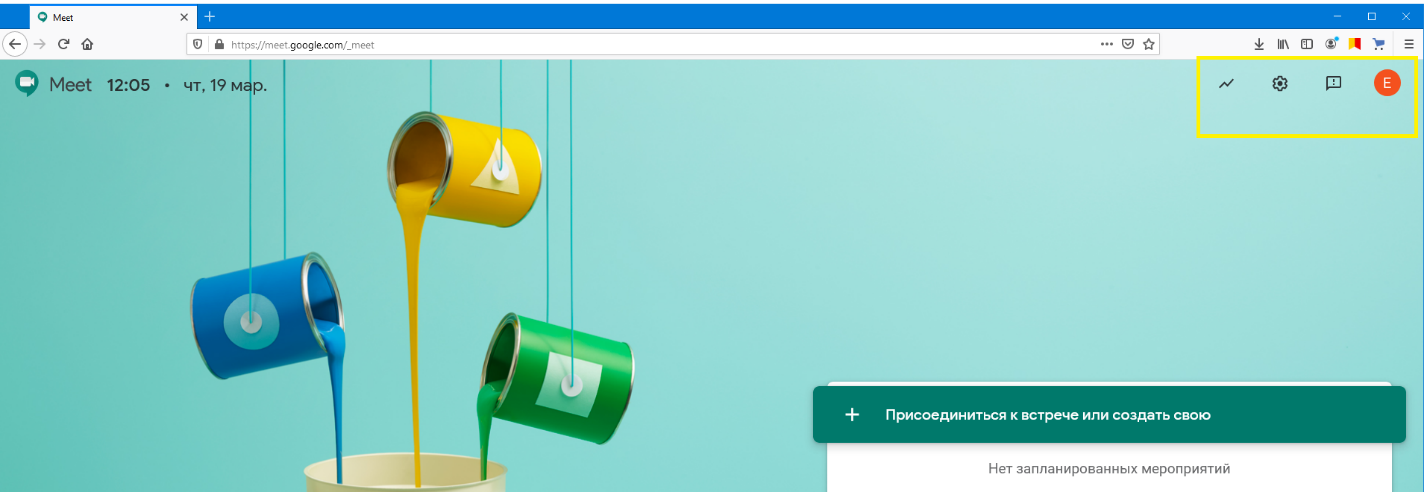 Meet
https://meet.google.com/_meet
Meet 12:05 • чт, 19 мар.
E
Присоединиться к встрече или создать свою
Нет запланированных мероприятий